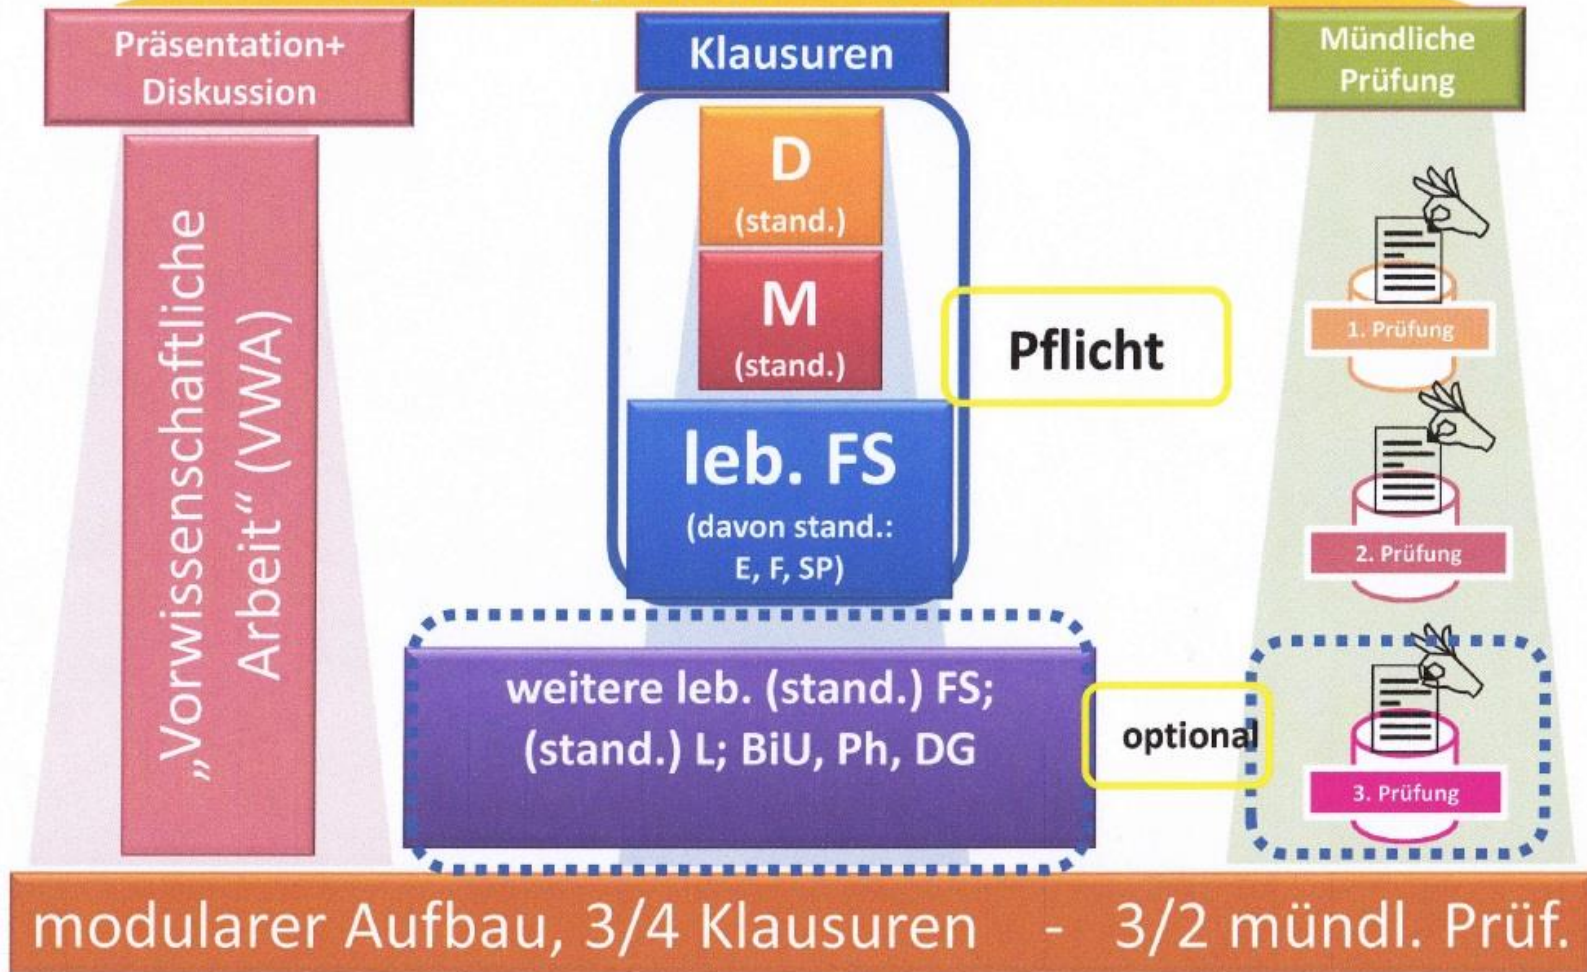 Präsentation+
Diskussion
„Vorwissenschaftliche
Arbeit“ (VWA)
Klausuren
D
(stand.)
M
(stand.)
leb. FS
(davon stand.:
E, F, SP)
Pflicht
weitere leb. (stand.) FS;
(stand.) L; BiU, Ph, DG
optional
Mündliche
Prüfung
1. Prüfung
2. Prüfung
3. Prüfung
modularer Aufbau, 3/4 Klausuren - 3/2 mündl. Prüf.